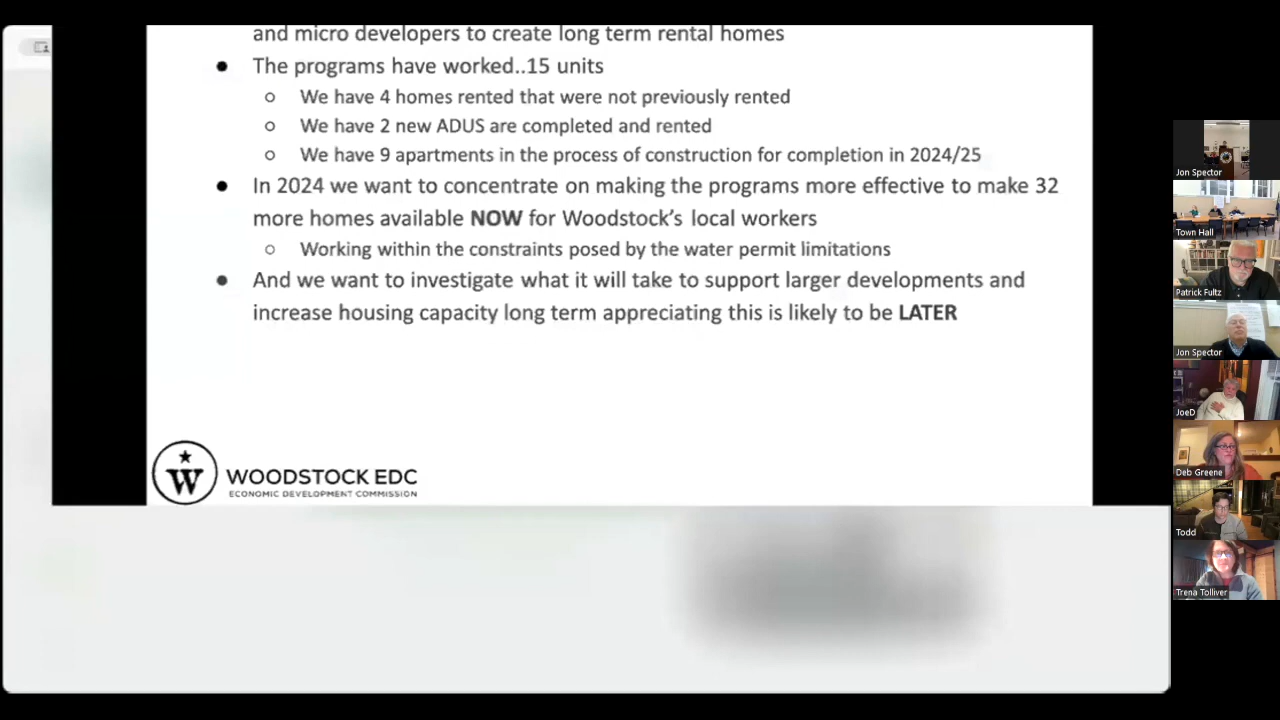 and micro developers to create long term rental homes
● The programs have worked..15 units
○ We have 4 homes rented that were not previously rented
○ We have 2 new ADUS are completed and rented
○ We have 9 apartments in the process of construction for completion in 2024/25
● In 2024 we want to concentrate on making the programs more effective to make 32
more homes available NOW for Woodstock's local workers
○ Working within the constraints posed by the water permit limitations
● And we want to investigate what it will take to support larger developments and
increase housing capacity long term appreciating this is likely to be LATER
W
WOODSTOCK EDC
ECONOMIC DEVELOPMENT COMMISSION
Jon Spector
Town Hall
Patrick Fultz
Jon Spector
JoeD
Deb Greene
Todd
Trena Tolliver